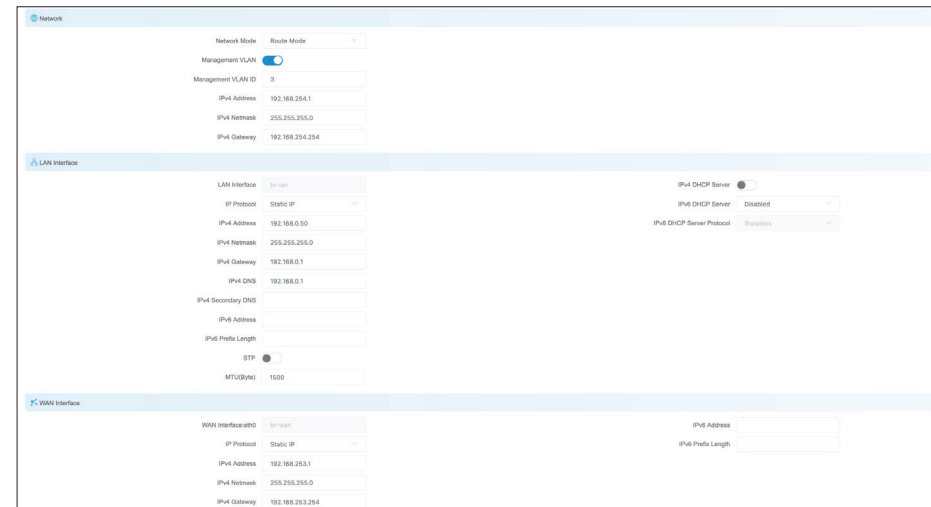 Network
Network Mode Route Mode
Management VLAN
Management VLAN ID 3
IPv4 Address 192.168.254.1
IPv4 Netmask 255.255.255.0
IPv4 Gateway 192.168.254.254
LAN Interface
LAN Interface br-lan IPv4 DHCP Server
IP Protocol Static IP IPv6 DHCP Server Disabled
IPv4 Address 192.168.0.50 IPv6 DHCP Server Protocol Stateless
IPv4 Netmask 255.255.255.0
IPv4 Gateway 192.168.0.1
IPv4 DNS 192.168.0.1
IPv4 Secondary DNS
IPv6 Address
IPv6 Prefix Length
STP
MTU(Byte) 1500
WAN Interface
WAN Interface:eth0 br-wan IPv6 Address
IP Protocol Static IP IPv6 Prefix Length
IPv4 Address 192.168.253.1
IPv4 Netmask 255.255.255.0
IPv4 Gateway 192.168.253.254